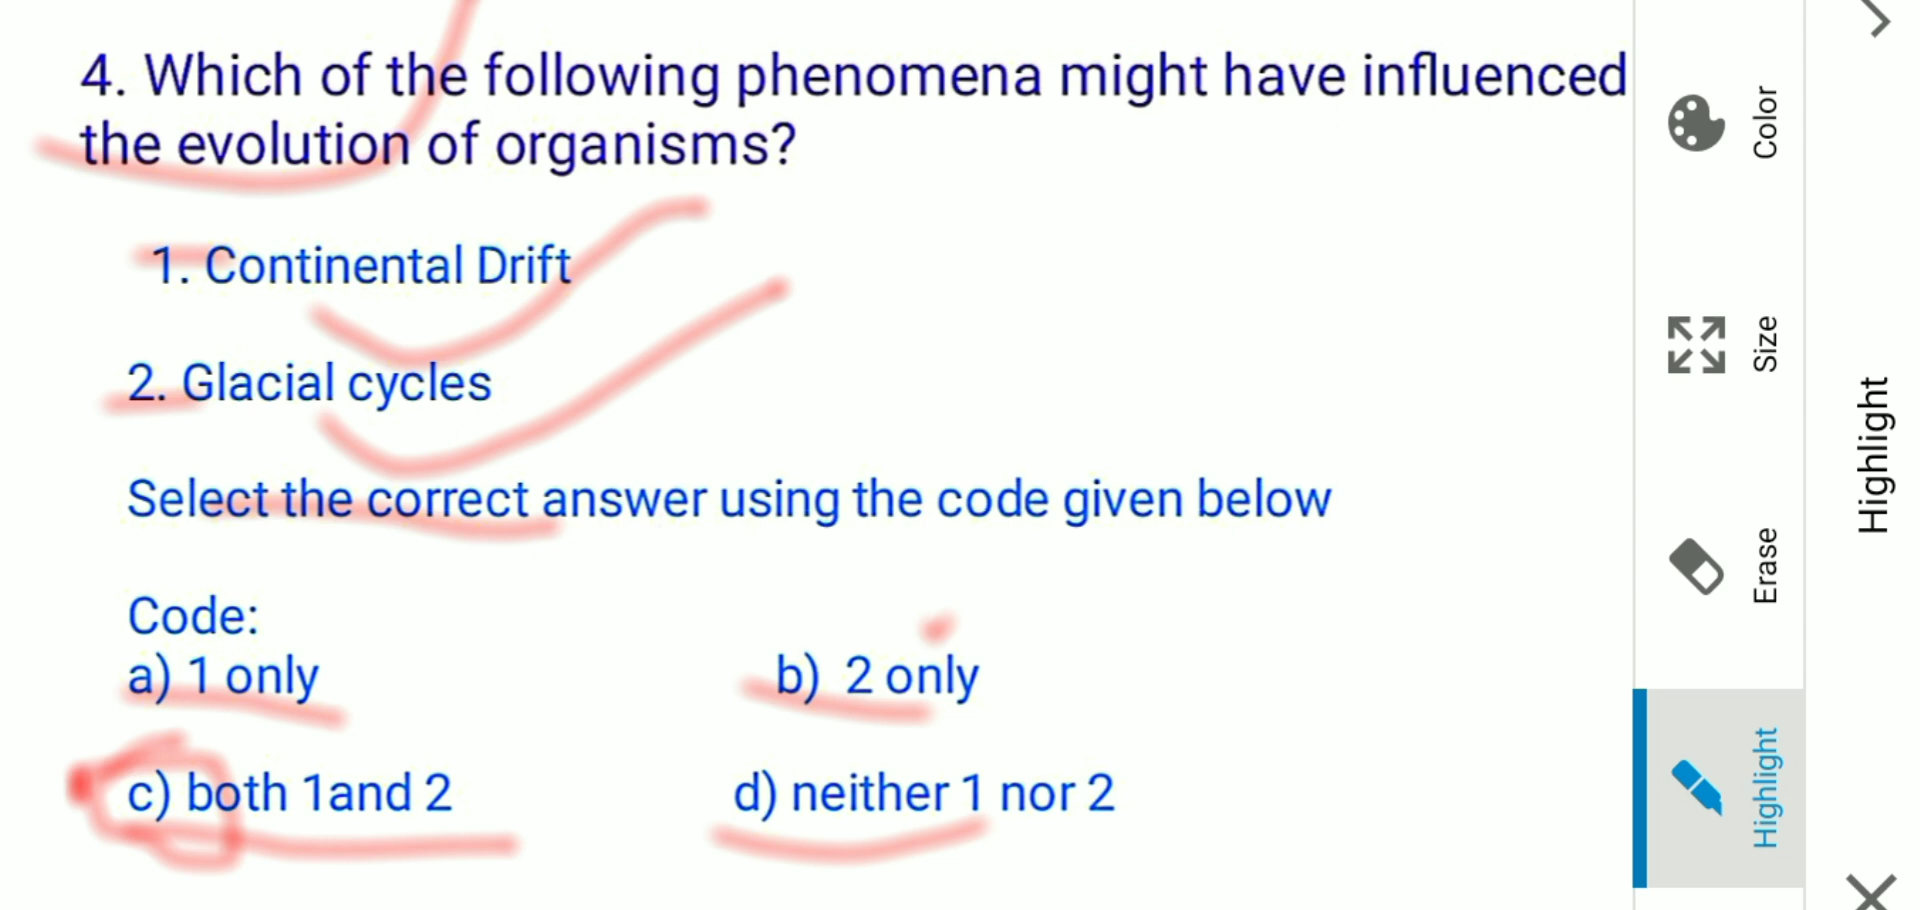 4. Which of the following phenomena might have influenced
the evolution of organisms?
1. Continental Drift
2. Glacial cycles
Select the correct answer using the code given below
Code:
a) 1 only
b) 2 only
c) both 1and 2
d) neither 1 nor 2
Color
Size
Erase
Highlight
Highlight